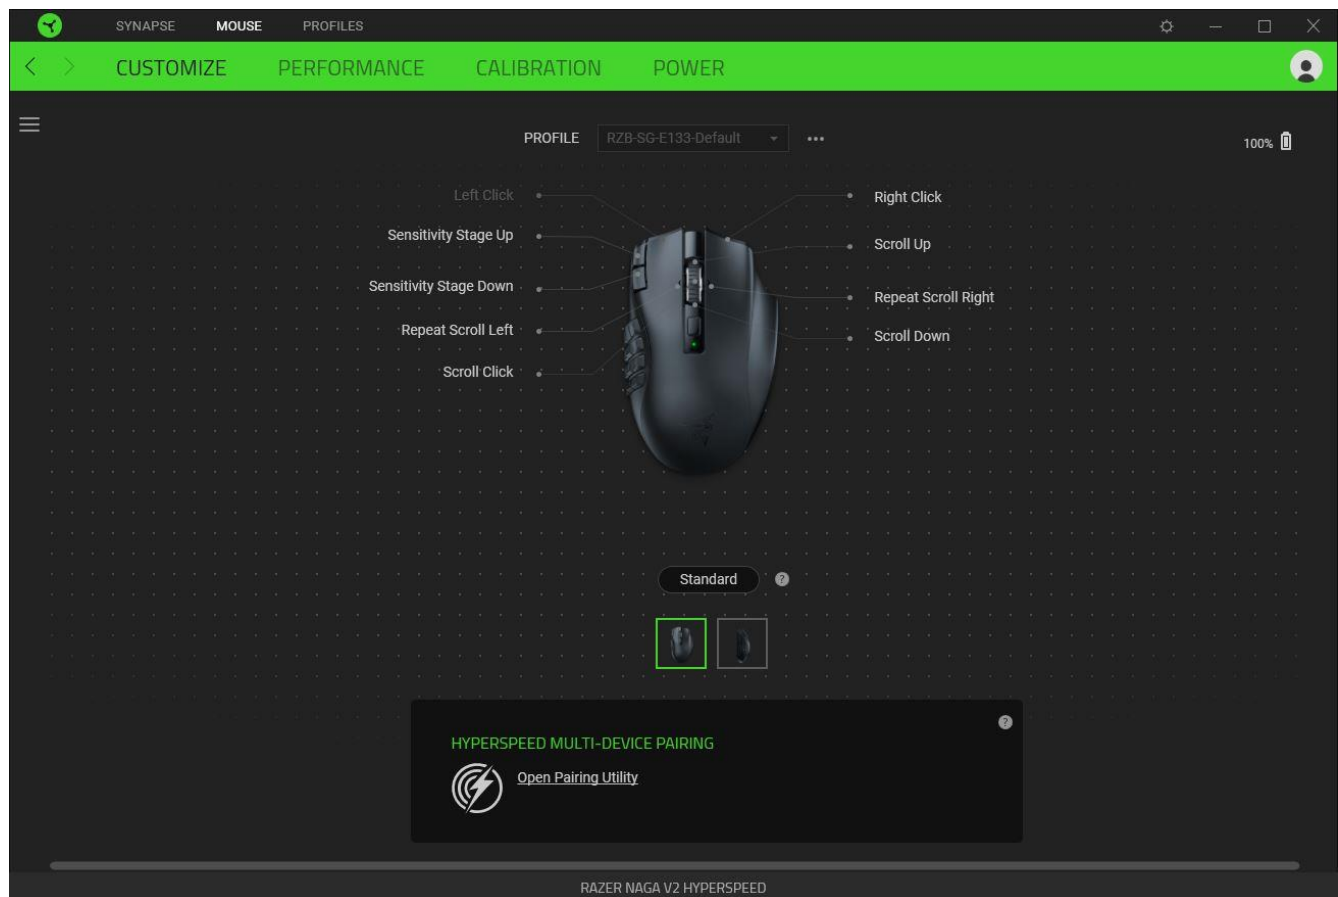 SYNAPSE MOUSE PROFILES
CUSTOMIZE PERFORMANCE CALIBRATION POWER
PROFILE RZB-SG-E133-Default
100%
Left Click
Right Click
Sensitivity Stage Up
Scroll Up
Sensitivity Stage Down
Repeat Scroll Right
Repeat Scroll Left
Scroll Down
Scroll Click
Standard ?
?
HYPERSPEED MULTI-DEVICE PAIRING
Open Pairing Utility
RAZER NAGA V2 HYPERSPEED